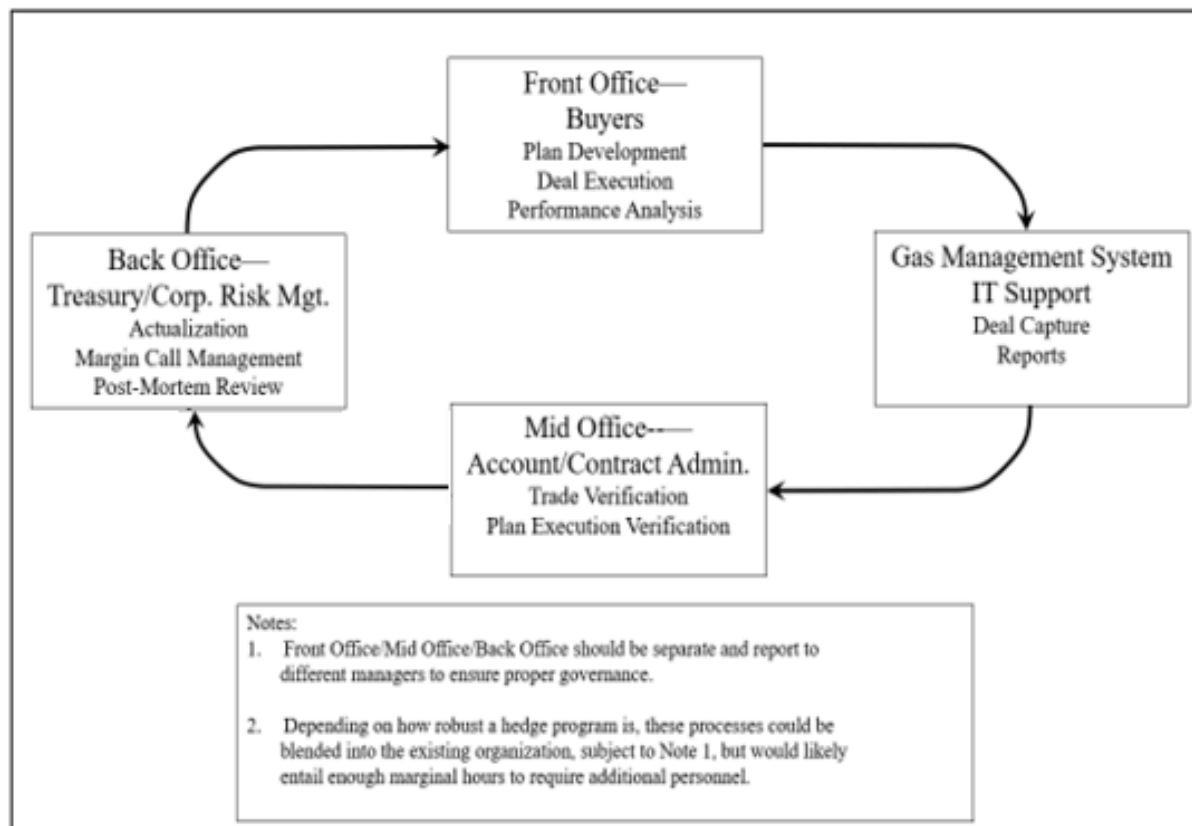 Front Office—
Buyers
Plan Development
Deal Execution
Performance Analysis
Back Office—
Treasury/Corp. Risk Mgt.
Actualization
Margin Call Management
Post-Mortem Review
Gas Management System
IT Support
Deal Capture
Reports
Mid Office--—
Account/Contract Admin.
Trade Verification
Plan Execution Verification
Notes:
1. Front Office/Mid Office/Back Office should be separate and report to
different managers to ensure proper governance.
2. Depending on how robust a hedge program is, these processes could be
blended into the existing organization, subject to Note 1, but would likely
entail enough marginal hours to require additional personnel.